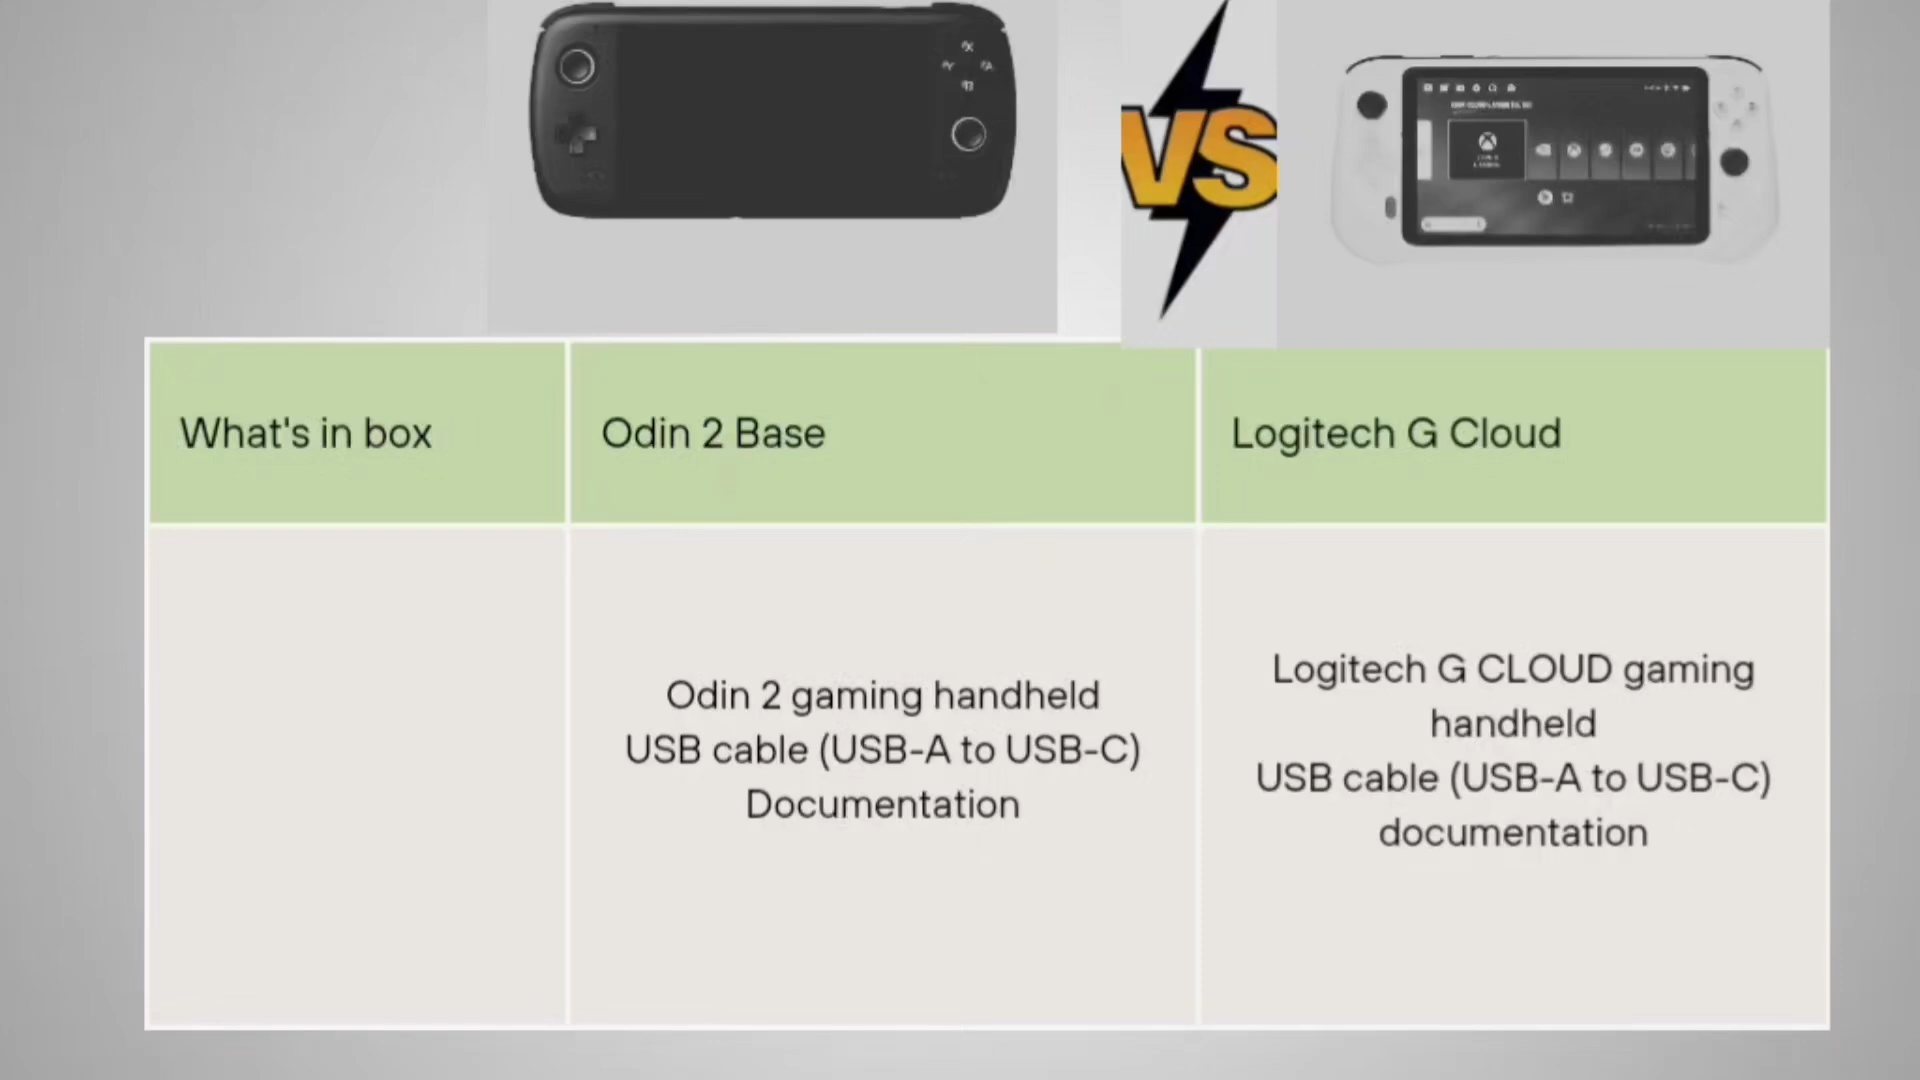 VS
What's in box
Odin 2 Base
Logitech G Cloud
Odin 2 gaming handheld
USB cable (USB-A to USB-C)
Documentation
Logitech G CLOUD gaming
handheld
USB cable (USB-A to USB-C)
documentation